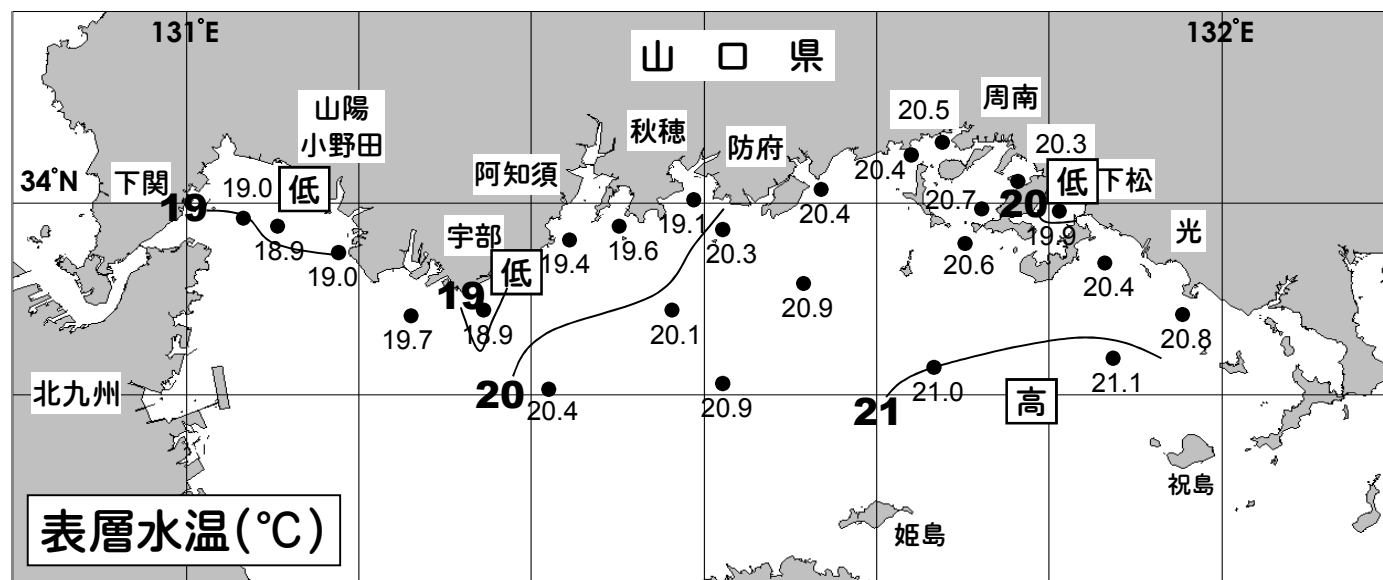 131°E
132°E
山 口 県
山陽
小野田
秋穂
防府
20.5
周南
20.4
20.3
34°N
下関
19
19.0
低
阿知須
19.1
20.4
20.7
20
低
下松
18.9
19.0
宇部
19.4
19.6
20.3
20.6
19.9
光
低
19
18.9
19.7
20.1
20.9
20.4
20.8
北九州
20
20.4
20.9
21
21.0
高
21.1
祝島
表層水温(℃)
姫島